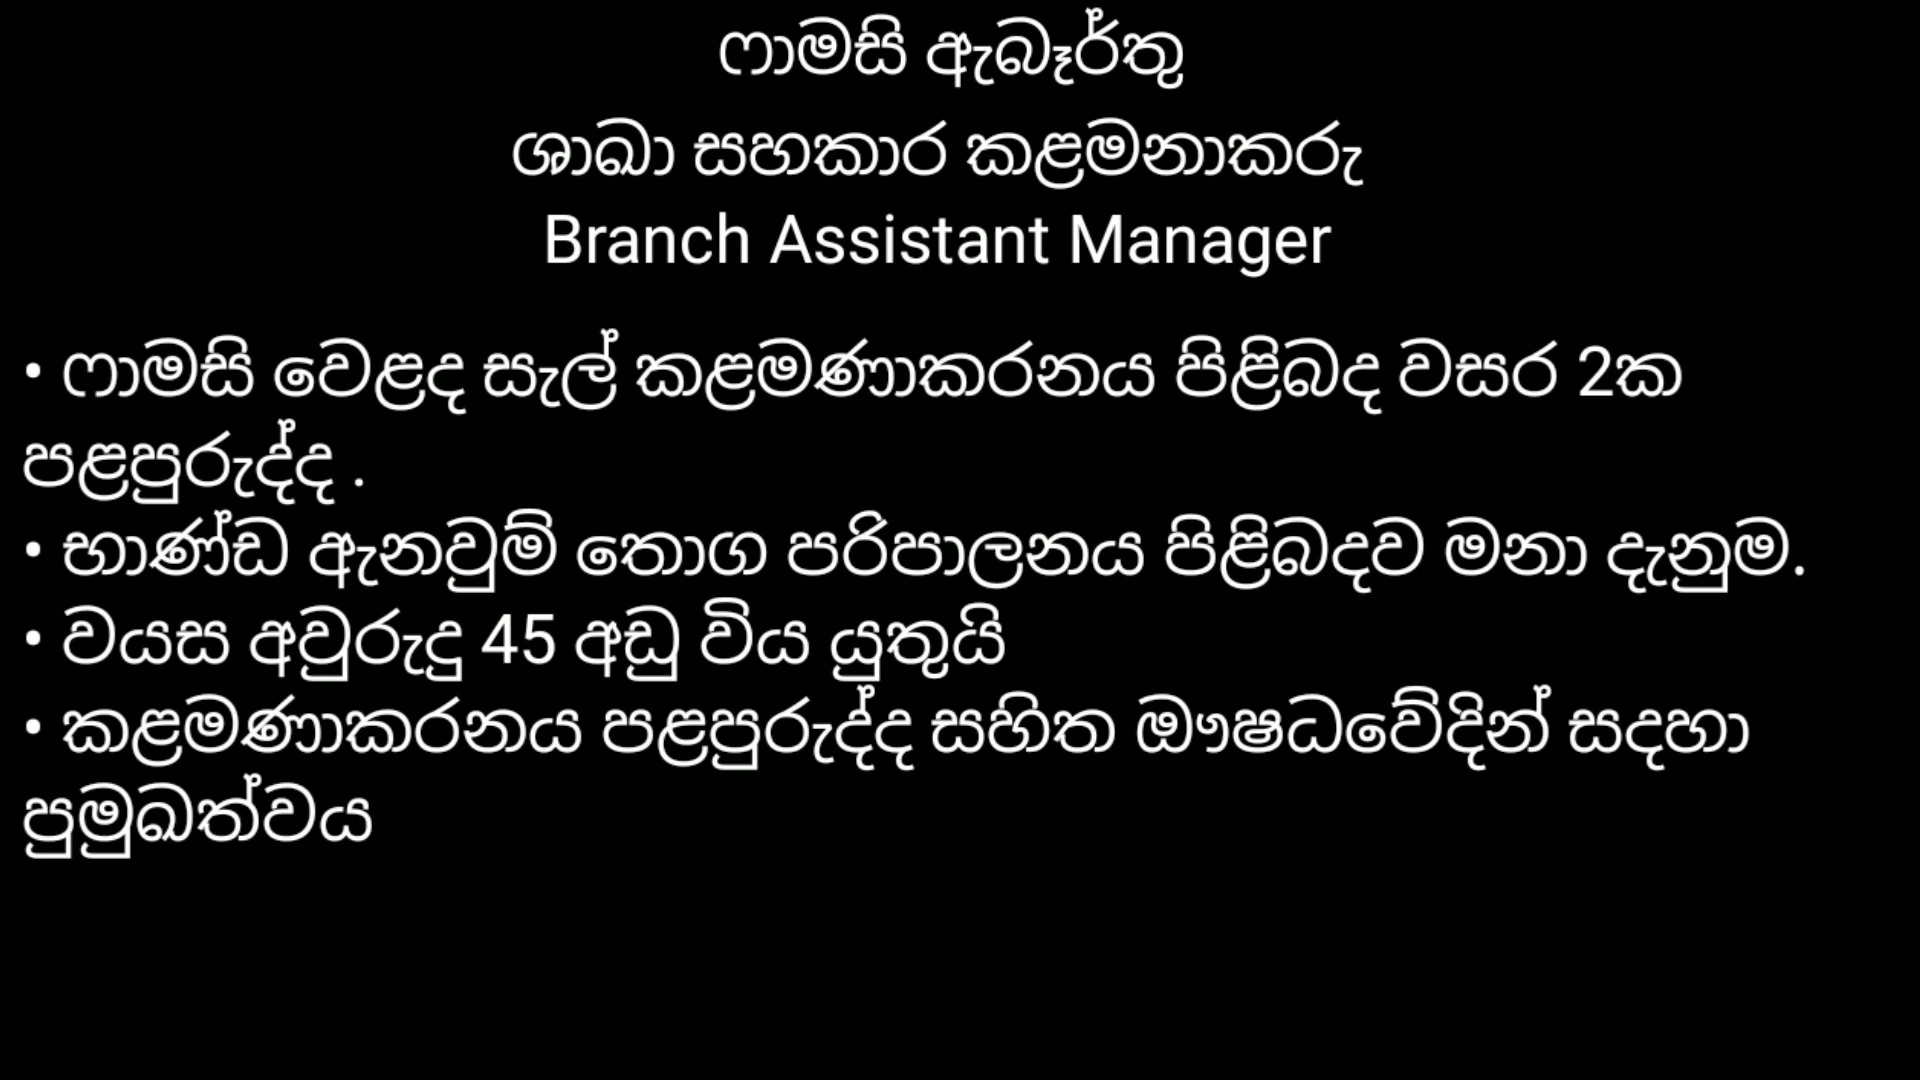 ෆාමසි ඇබෑර්තු
ශාඛා සහකාර කළමනාකරු
Branch Assistant Manager
• ෆාමසි වෙළද සැල් කළමණාකරනය පිළිබද වසර 2ක
පළපුරුද්ද .
• භාණ්ඩ ඇනවුම් තොග පරිපාලනය පිළිබදව මනා දැනුම.
• වයස අවුරුදු 45 අඩු විය යුතුයි
• කළමණාකරනය පළපුරුද්ද සහිත ඖෂධවේදින් සදහා
පුමුඛත්වය